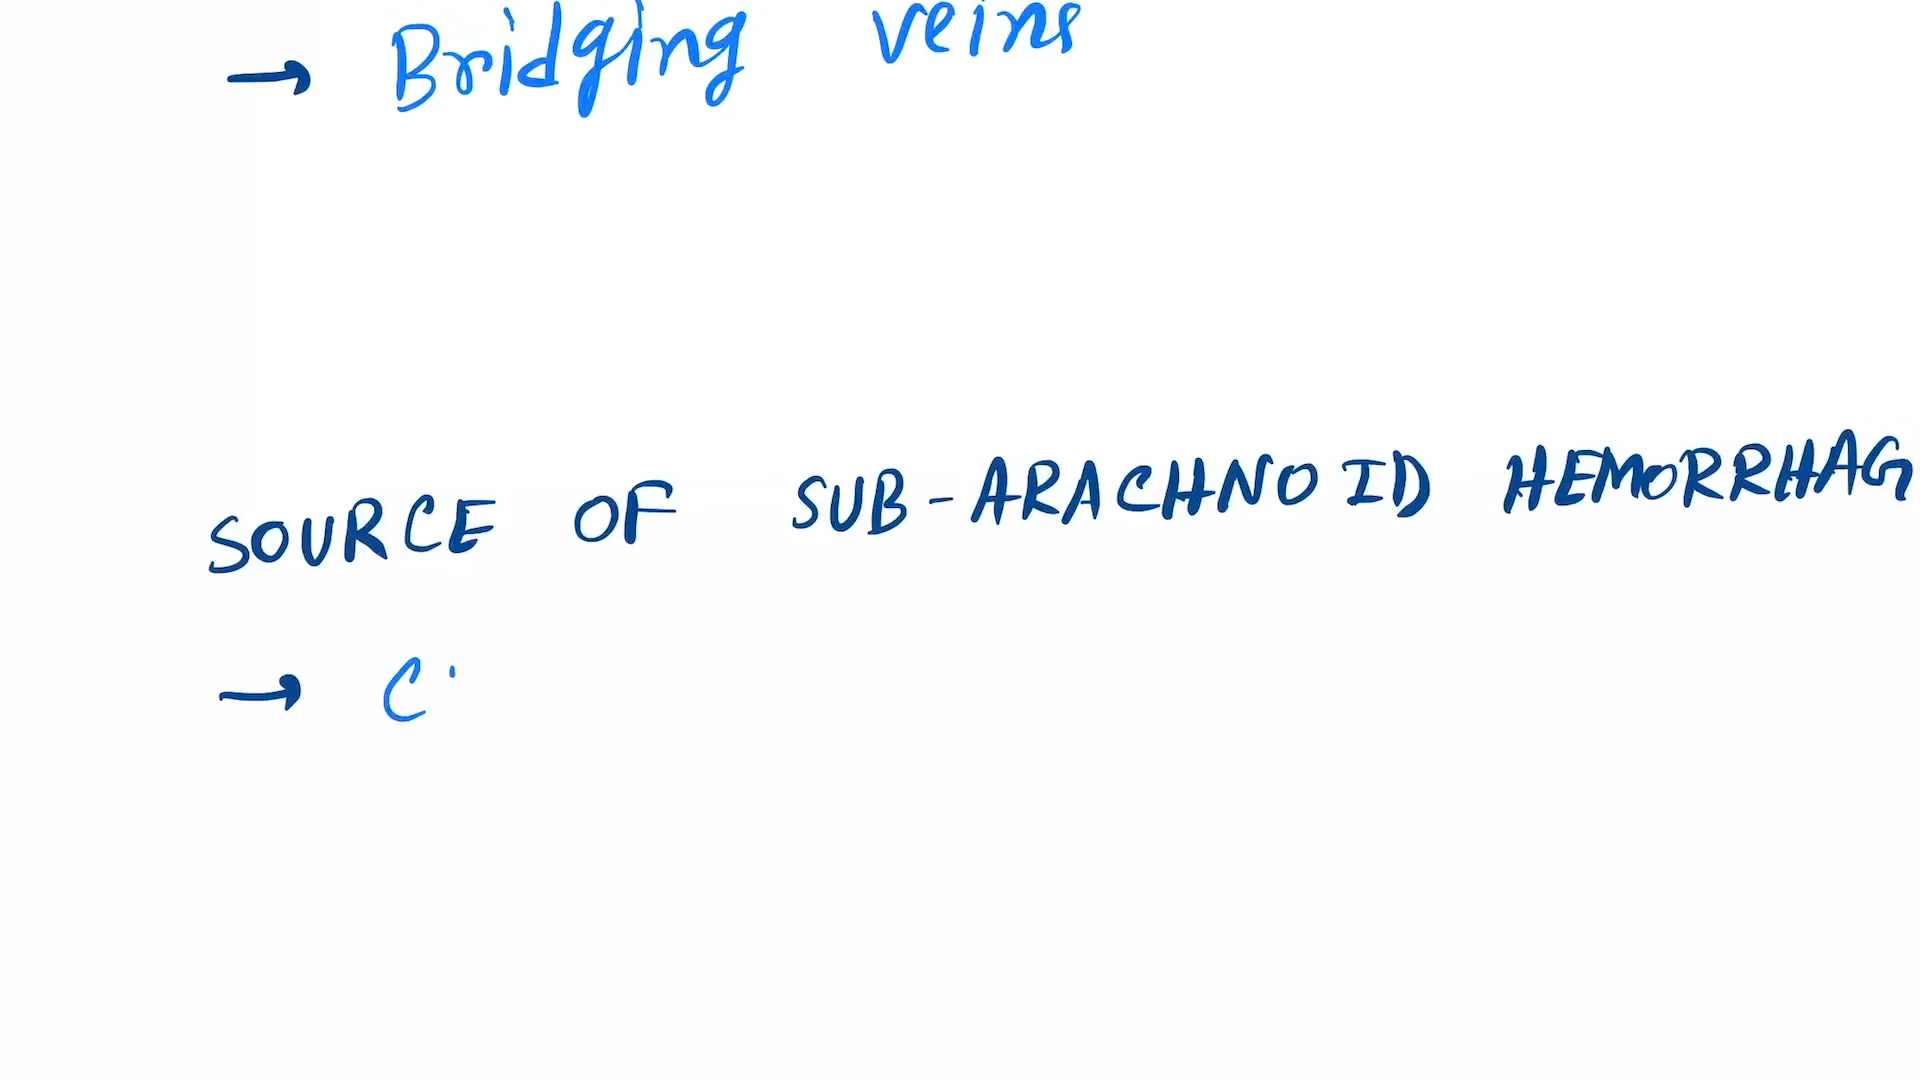 → Bridging veins
SOURCE OF SUB-ARACHNOID HEMORRHAG
→ C